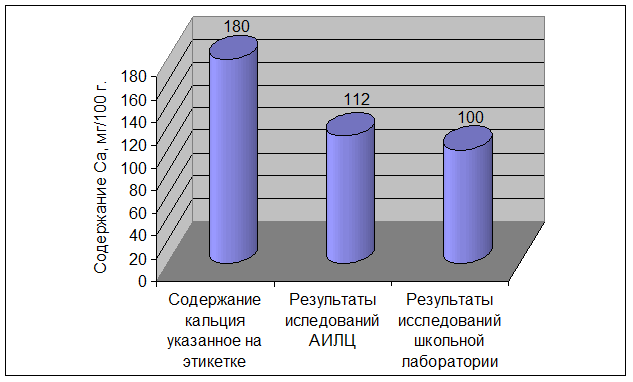 180
112
100
180
160
140
120
100
80
60
40
20
0
Содержание Ca, мг/100 г.
Содержание
кальция
указанное на
этикетке
Результаты
иследований
АИЛЦ
Результаты
исследований
школьной
лаборатории